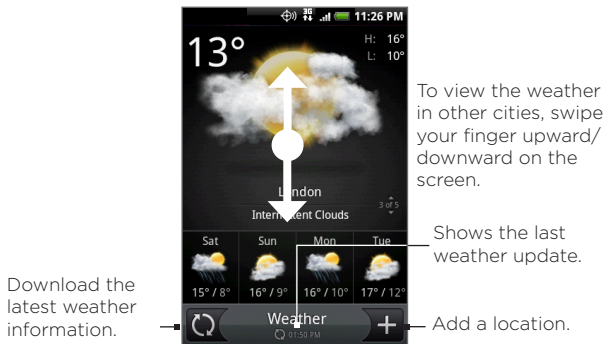 3G 11:26 PM
13°
H: 16°
L: 10°
To view the weather
in other cities, swipe
your finger upward/
downward on the
screen.
London
3 of 5
Intermittent Clouds
Shows the last
weather update.
Sat Sun Mon Tue
15° / 8° 16° / 9° 16° / 10° 17° / 12°
Download the
latest weather
information.
Weather
01:50 PM
Add a location.